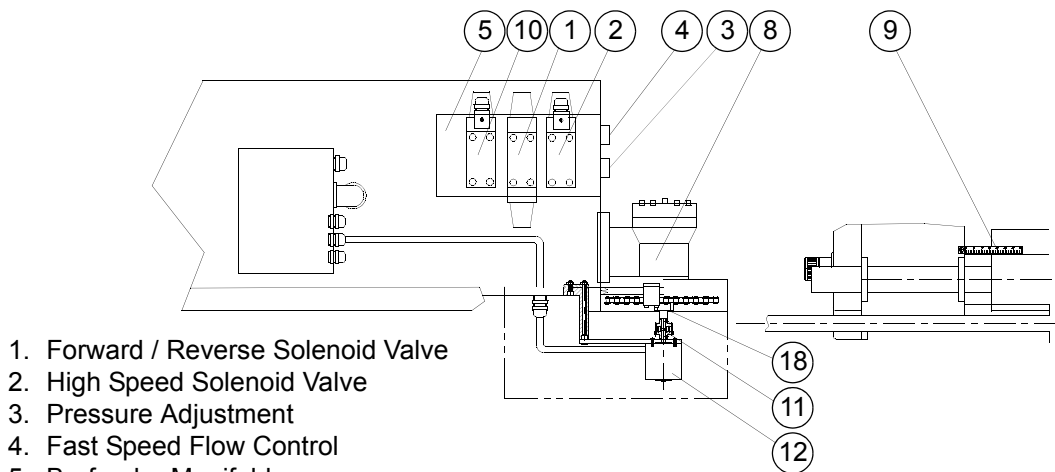 5 10 1 2 4 3 8 9
18
11
12
1. Forward / Reverse Solenoid Valve
2. High Speed Solenoid Valve
3. Pressure Adjustment
4. Fast Speed Flow Control